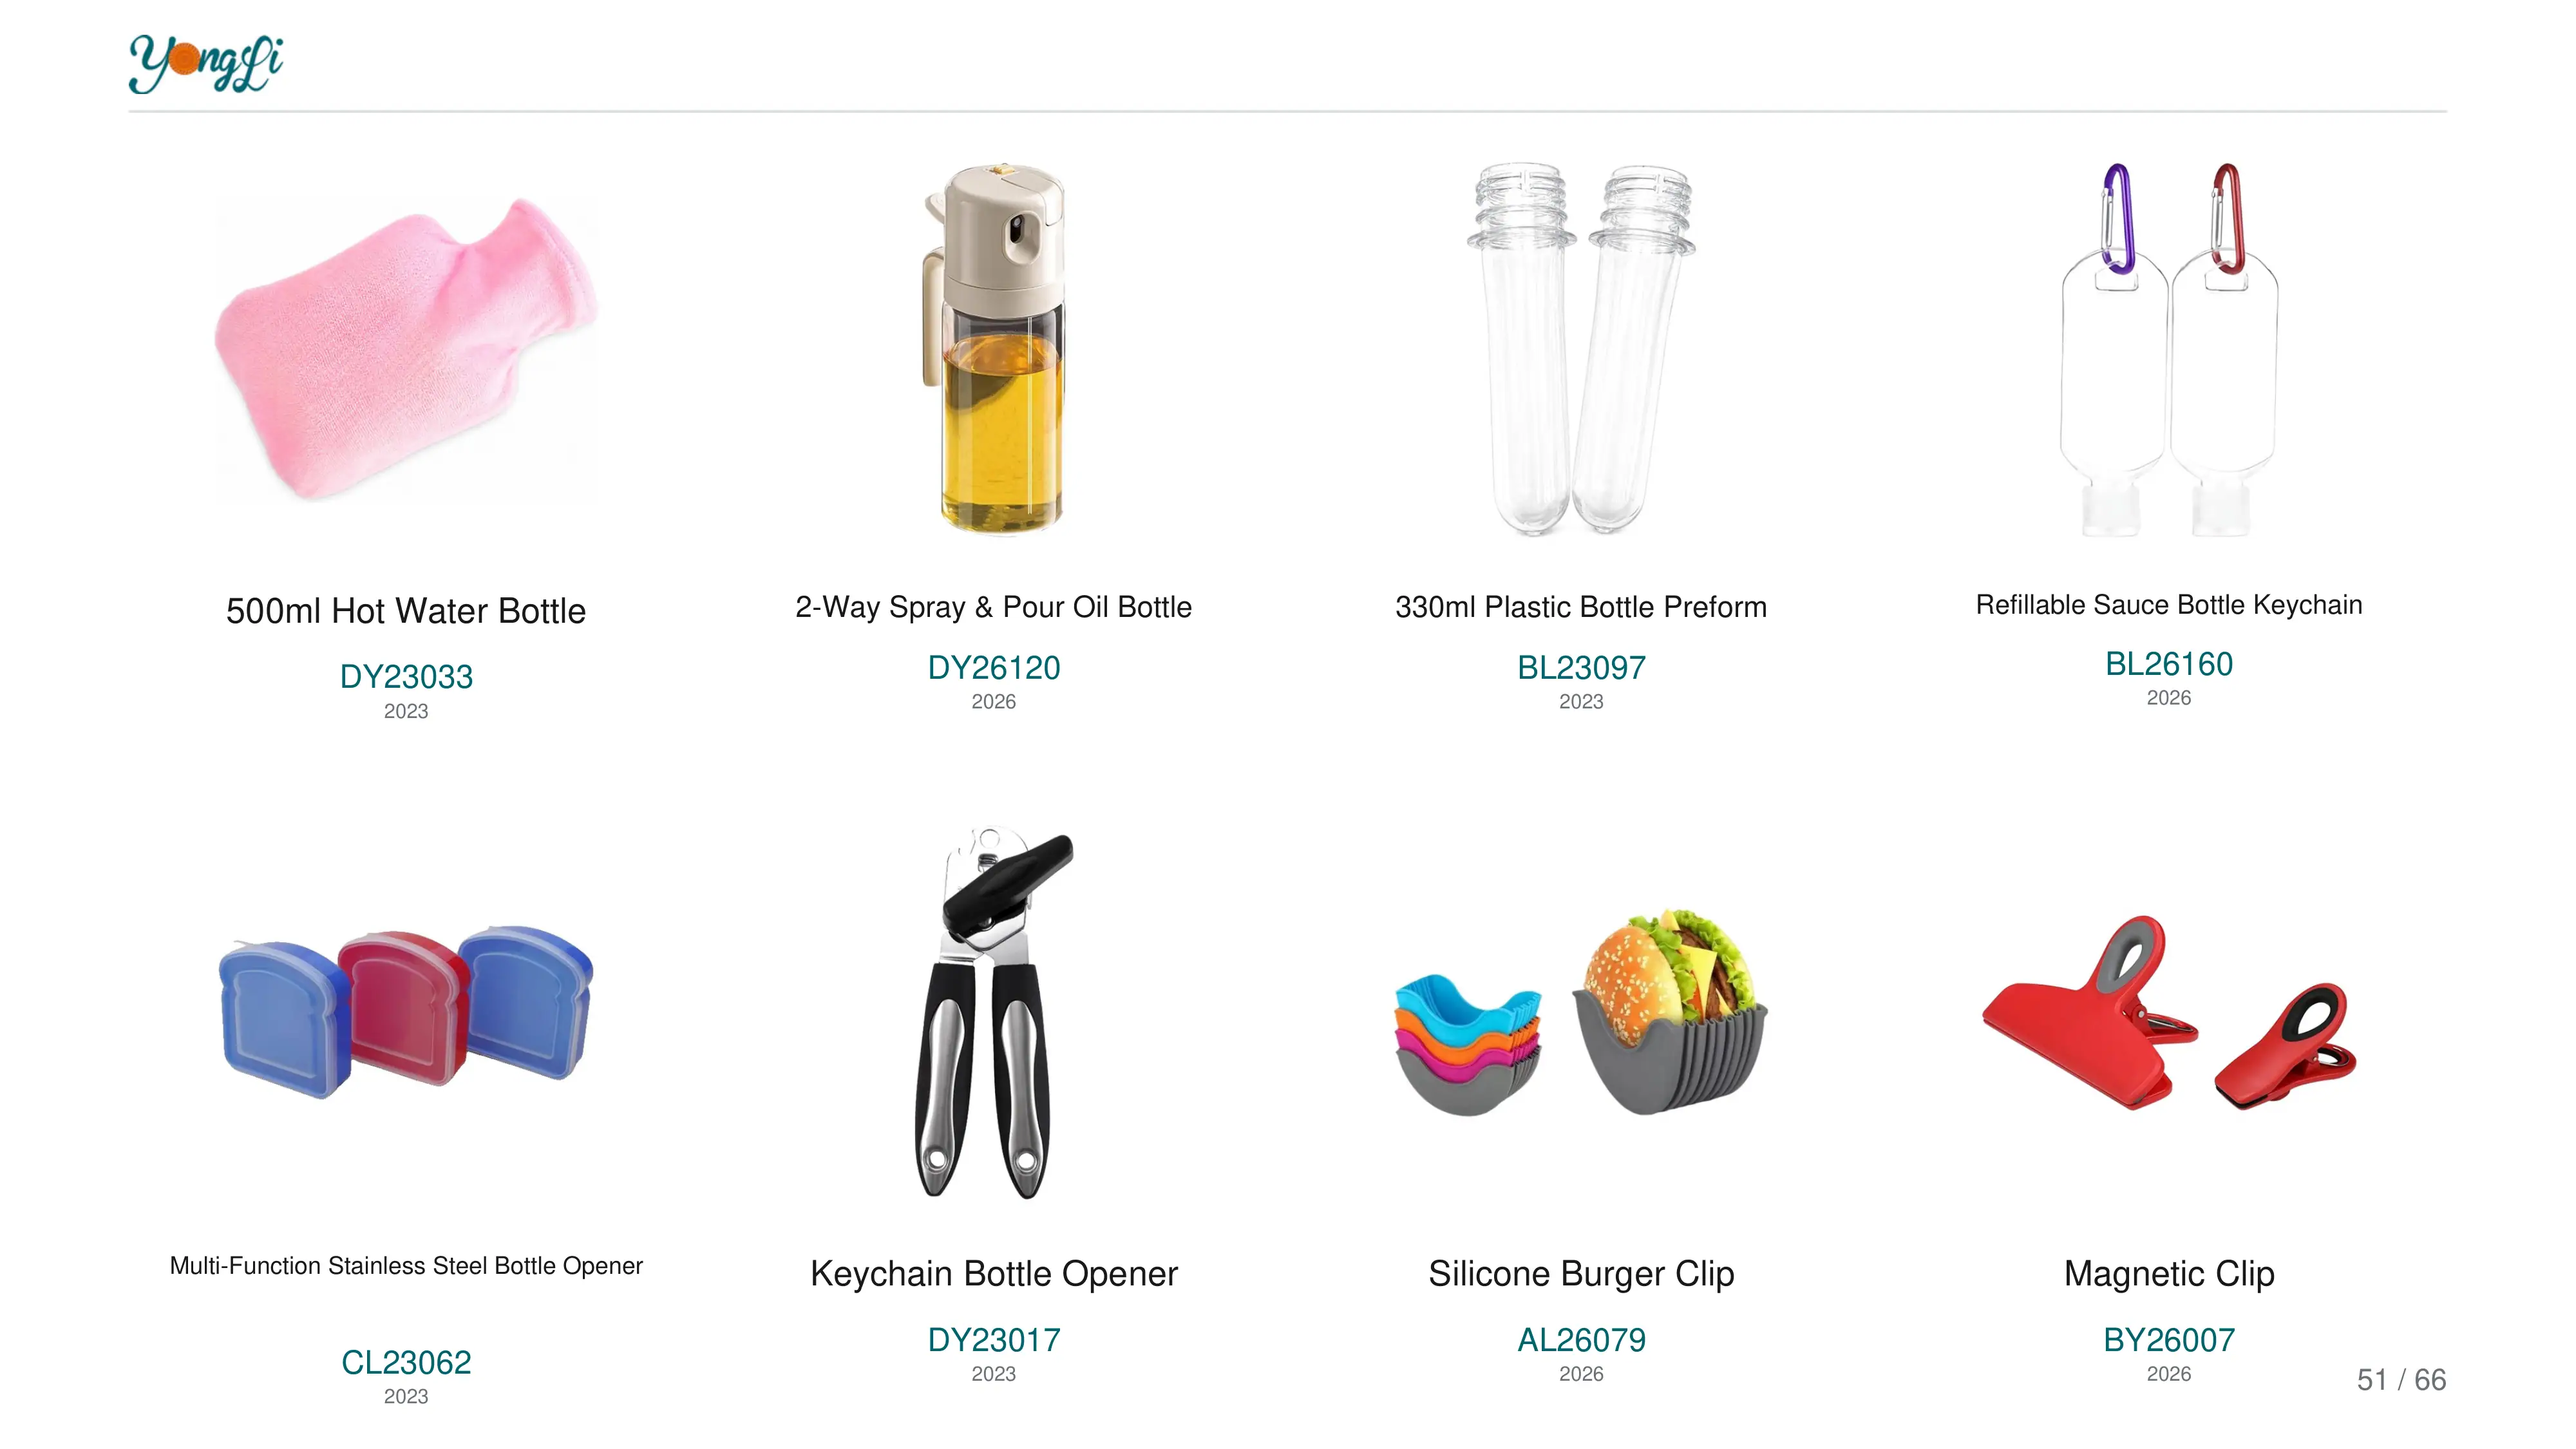 YongLi
500ml Hot Water Bottle
DY23033
2023
2-Way Spray & Pour Oil Bottle
DY26120
2026
330ml Plastic Bottle Preform
BL23097
2023
Refillable Sauce Bottle Keychain
BL26160
2026
Multi-Function Stainless Steel Bottle Opener
CL23062
2023
Keychain Bottle Opener
DY23017
2023
Silicone Burger Clip
AL26079
2026
Magnetic Clip
BY26007
2026
51 / 66